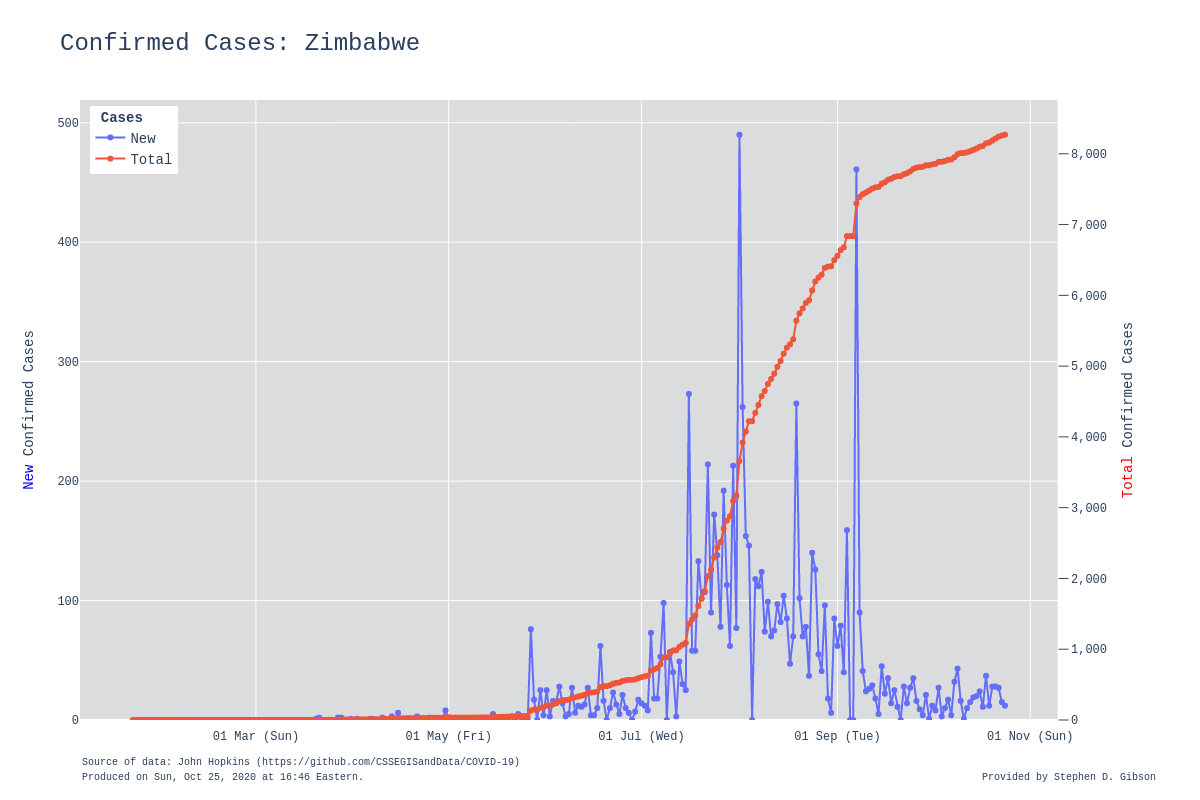 Confirmed Cases: Zimbabwe
Cases
New
Total
500
400
300
200
100
0
8,000
7,000
6,000
5,000
4,000
3,000
2,000
1,000
0
New Confirmed Cases
Total Confirmed Cases
01 Mar (Sun)
01 May (Fri)
01 Jul (Wed)
01 Sep (Tue)
01 Nov (Sun)
Source of data: John Hopkins (https://github.com/CSSEGISandData/COVID-19)
Produced on Sun, Oct 25, 2020 at 16:46 Eastern.
Provided by Stephen D. Gibson